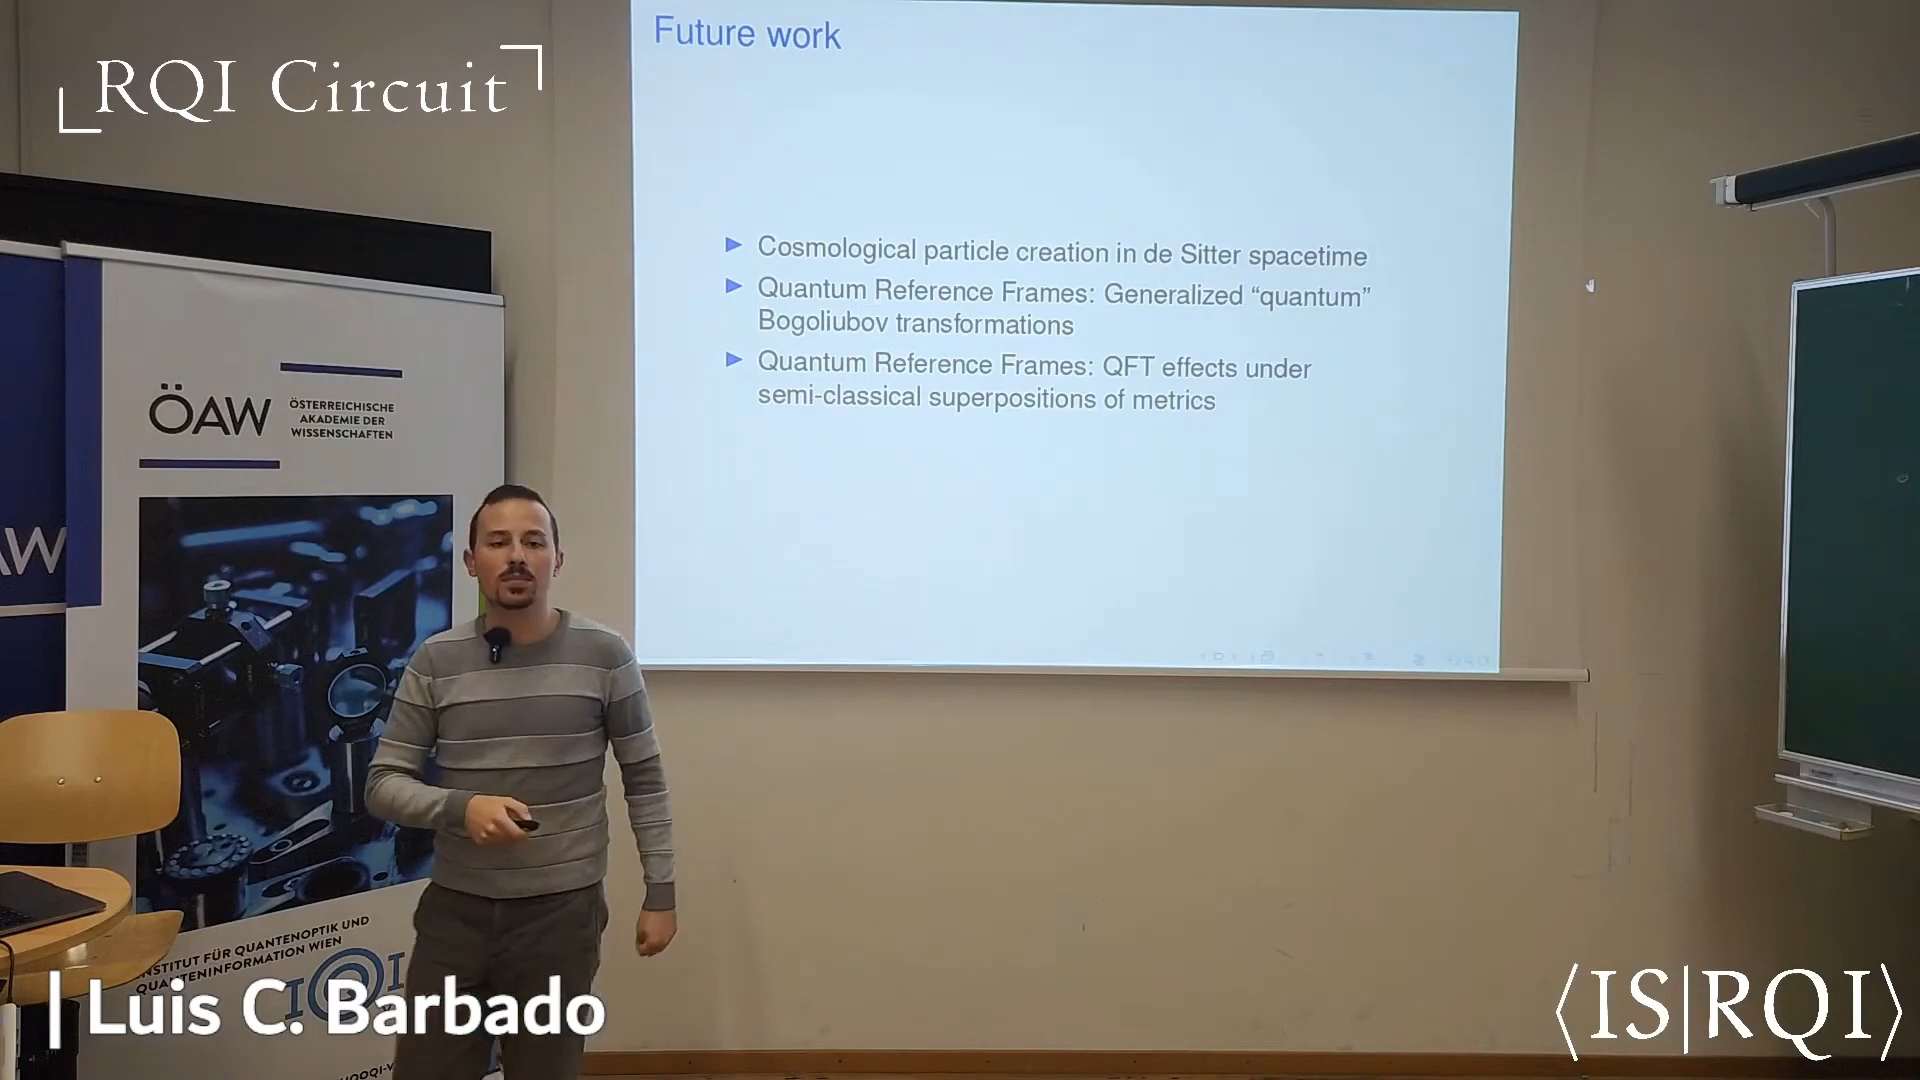 RQI Circuit
Future work
Cosmological particle creation in de Sitter spacetime
Quantum Reference Frames: Generalized “quantum”
Bogoliubov transformations
Quantum Reference Frames: QFT effects under
semi-classical superpositions of metrics
ÖAW
ÖSTERREICHISCHE
AKADEMIE DER
WISSENSCHAFTEN
AW
INSTITUT FÜR QUANTENOPTIK UND
QUANTENINFORMATION WIEN
IQOQI
| Luis C. Barbado
⟨IS|RQI⟩